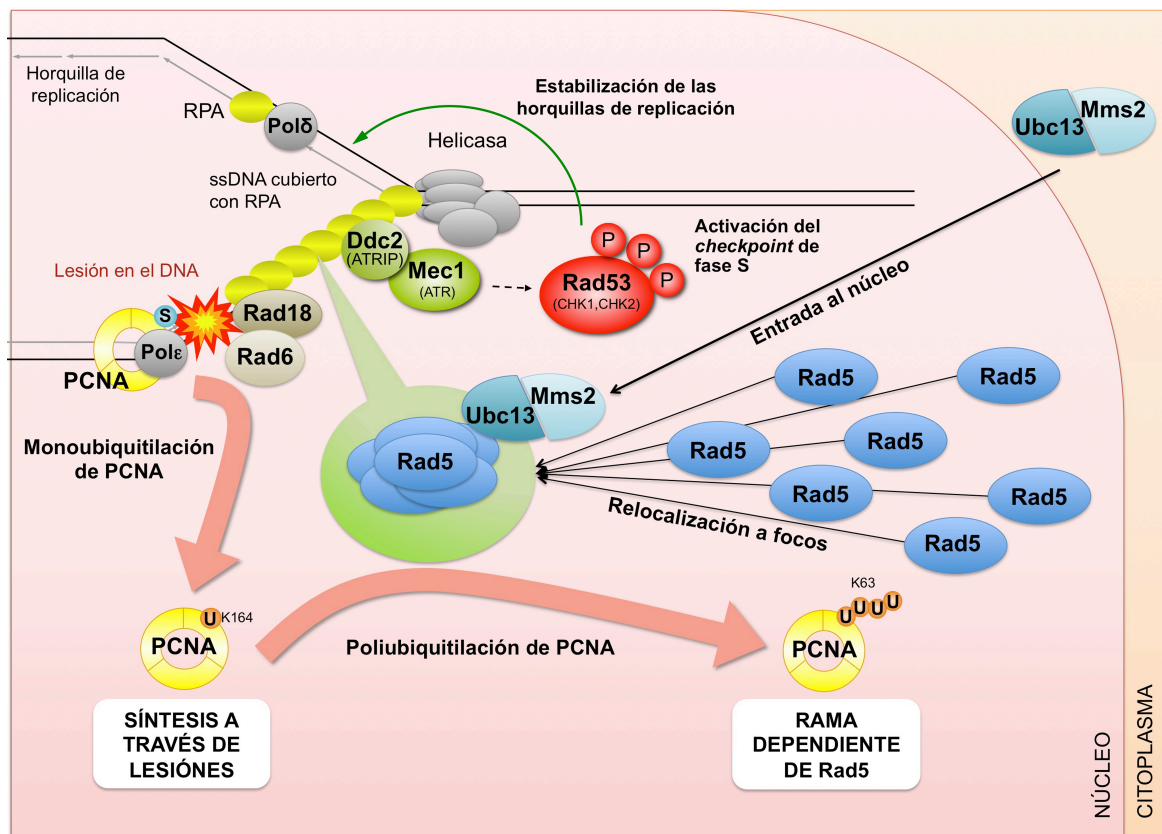 Horquilla de
replicación
RPA
Polδ
Estabilización de las
horquillas de replicación
Helicasa
ssDNA cubierto
con RPA
Ubc13
Mms2
Ddc2
(ATRIP)
Mec1
(ATR)
P
P
P
Rad53
(CHK1,CHK2)
Activación del
checkpoint de
fase S
Lesión en el DNA
S
Rad18
Rad6
Polε
PCNA
Entrada al núcleo
Monoubiquitilación
de PCNA
Ubc13
Mms2
Rad5
Rad5
Rad5
Rad5
Rad5
Rad5
Rad5
Rad5
Relocalización a focos
U
K164
PCNA
Poliubiquitilación de PCNA
K63
U
U
U
U
PCNA
SÍNTESIS A
TRAVÉS DE
LESIÓNES
RAMA
DEPENDIENTE
DE Rad5
NÚCLEO
CITOPLASMA